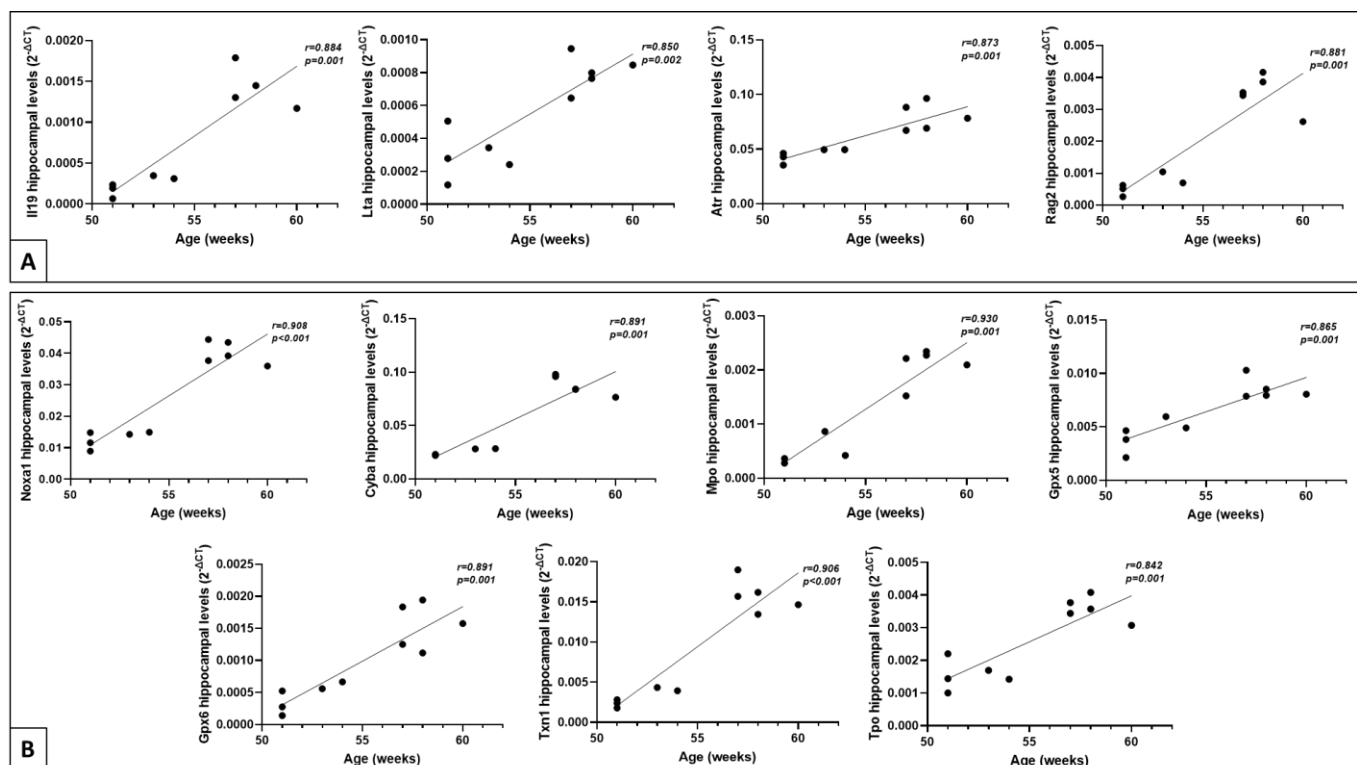 Il19 hippocampal levels (2^-ΔCT)
0.0020
0.0015
0.0010
0.0005
0.0000
50 55 60
Age (weeks)
r=0.884
p=0.001
Lta hippocampal levels (2^-ΔCT)
0.0010
0.0008
0.0006
0.0004
0.0002
0.0000
50 55 60
Age (weeks)
r=0.850
p=0.002
Atr hippocampal levels (2^-ΔCT)
0.15
0.10
0.05
0.00
50 55 60
Age (weeks)
r=0.873
p=0.001
Rag2 hippocampal levels (2^-ΔCT)
0.005
0.004
0.003
0.002
0.001
0.000
50 55 60
Age (weeks)
r=0.881
p=0.001
A
Noxa1 hippocampal levels (2^-ΔCT)
0.05
0.04
0.03
0.02
0.01
0.00
50 55 60
Age (weeks)
r=0.908
p<0.001
Cyba hippocampal levels (2^-ΔCT)
0.15
0.10
0.05
0.00
50 55 60
Age (weeks)
r=0.891
p=0.001
Mpo hippocampal levels (2^-ΔCT)
0.003
0.002
0.001
0.000
50 55 60
Age (weeks)
r=0.930
p=0.001
Gpx5 hippocampal levels (2^-ΔCT)
0.015
0.010
0.005
0.000
50 55 60
Age (weeks)
r=0.865
p=0.001
Gpx6 hippocampal levels (2^-ΔCT)
0.0025
0.0020
0.0015
0.0010
0.0005
0.0000
50 55 60
Age (weeks)
r=0.891
p=0.001
Txn1 hippocampal levels (2^-ΔCT)
0.020
0.015
0.010
0.005
0.000
50 55 60
Age (weeks)
r=0.906
p<0.001
Tpo hippocampal levels (2^-ΔCT)
0.005
0.004
0.003
0.002
0.001
0.000
50 55 60
Age (weeks)
r=0.842
p=0.001
B